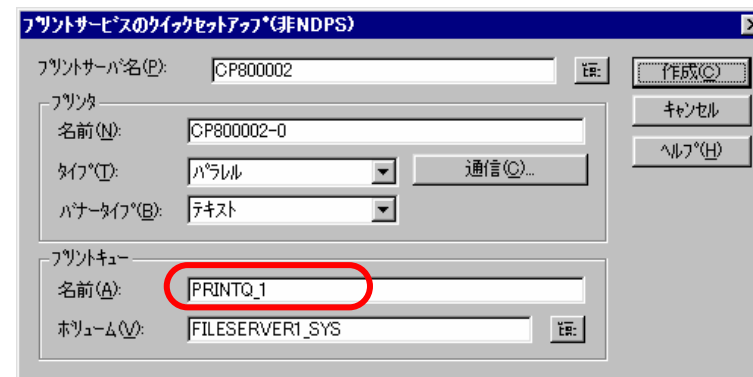 プリントサービスのクイックセットアップ(非NDPS)
プリントサーバ名(P): CP800002
作成(C)
キャンセル
ヘルプ(H)
プリンタ
名前(N): CP800002-0
タイプ(T): パラレル 通信(C)...
バナータイプ(B): テキスト
プリントキュー
名前(A): PRINTQ_1
ボリューム(V): FILESERVER1_SYS